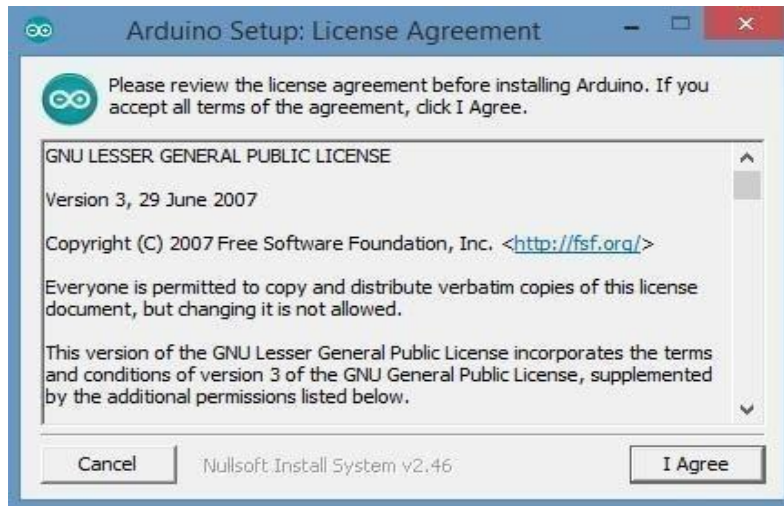 Arduino Setup: License Agreement
Please review the license agreement before installing Arduino. If you
accept all terms of the agreement, click I Agree.
GNU LESSER GENERAL PUBLIC LICENSE
Version 3, 29 June 2007
Copyright (C) 2007 Free Software Foundation, Inc. <http://fsf.org/>
Everyone is permitted to copy and distribute verbatim copies of this license
document, but changing it is not allowed.
This version of the GNU Lesser General Public License incorporates the terms
and conditions of version 3 of the GNU General Public License, supplemented
by the additional permissions listed below.
Cancel
Nullsoft Install System v2.46
I Agree